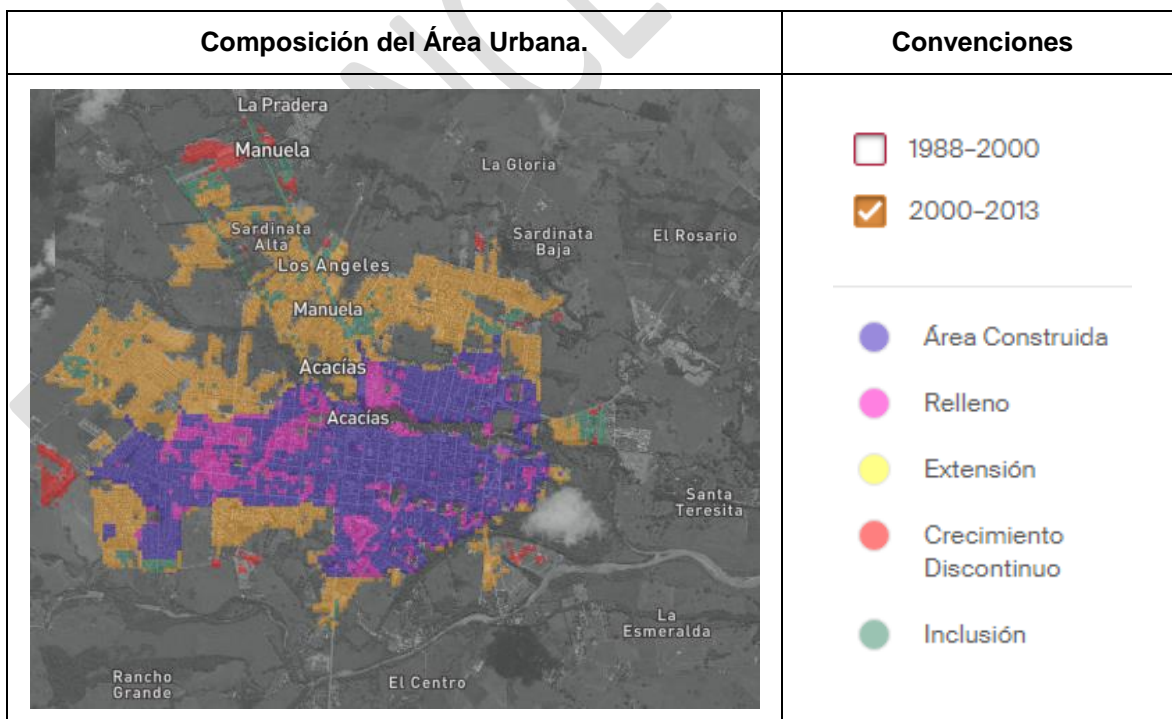 Composición del Área Urbana.
Convenciones
La Pradera
Manuela
La Gloria
Sardinata
Alta
Sardinata
Baja
El Rosario
Los Angeles
Manuela
Acacías
Acacías
Santa
Teresita
La
Esmeralda
Rancho
Grande
El Centro
1988–2000
2000–2013
Área Construida
Relleno
Extensión
Crecimiento
Discontinuo
Inclusión